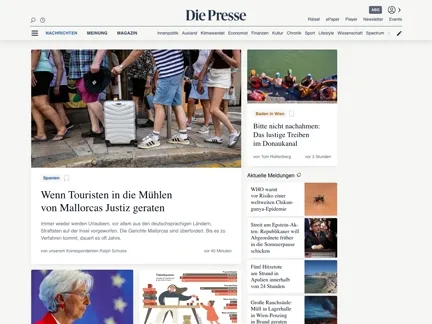 Die Presse
ABO
Rätsel ePaper Player Newsletter Events
NACHRICHTEN MEINUNG MAGAZIN
Innenpolitik Ausland Klimawandel Economist Finanzen Kultur Chronik Sport Lifestyle Wissenschaft Spectrum
Spanien
Wenn Touristen in die Mühlen
von Mallorcas Justiz geraten
Immer wieder werden Urlauber, vor allem aus den deutschsprachigen Ländern,
Straftaten auf der Insel vorgeworfen. Die Gerichte Mallorcas sind überfordert. Bis es zu
Verfahren kommt, dauert es oft Jahre.
von unserem Korrespondenten Ralph Schulze
vor 40 Minuten
Baden in Wien
Bitte nicht nachahmen:
Das lustige Treiben
im Donaukanal
vor 3 Stunden
Aktuelle Meldungen
WHO warnt
vor Risiko einer
weltweiten Chikun-
gunya-Epidemie
Streit um Epstein-Ak-
ten: Republikaner will
Abgeordnete früher
in die Sommerpause
schicken
Fünf Hitzetote
am Strand in
Apulien innerhalb
von 24 Stunden
Große Rauchsäule:
Müll in Lagerhalle
in Wien-Penzing
in Brand geraten